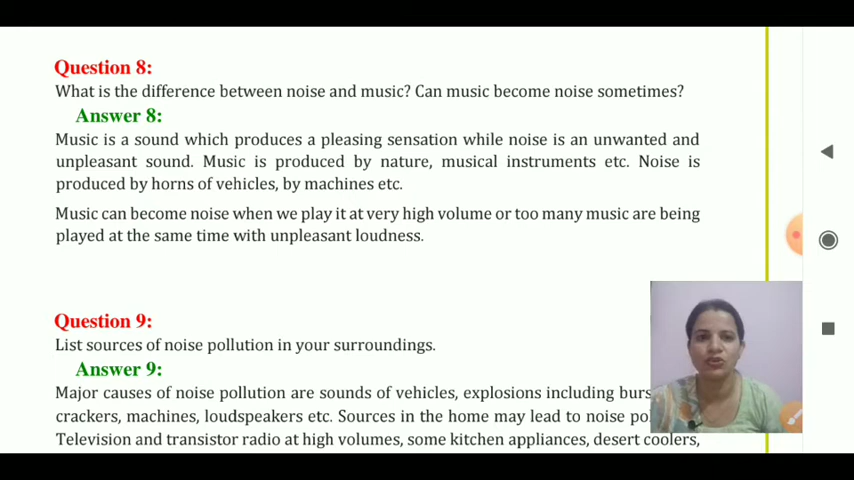 Question 8:
What is the difference between noise and music? Can music become noise sometimes?
Answer 8:
Music is a sound which produces a pleasing sensation while noise is an unwanted and
unpleasant sound. Music is produced by nature, musical instruments etc. Noise is
produced by horns of vehicles, by machines etc.
Music can become noise when we play it at very high volume or too many music are being
played at the same time with unpleasant loudness.
Question 9:
List sources of noise pollution in your surroundings.
Answer 9:
Major causes of noise pollution are sounds of vehicles, explosions including
crackers, machines, loudspeakers etc. Sources in the home may lead to noise
Television and transistor radio at high volumes, some kitchen appliances, desert coolers,